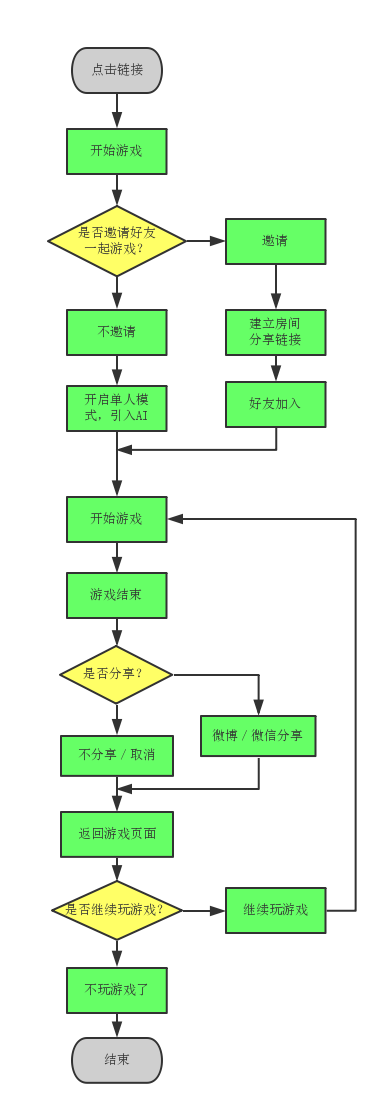 点击链接
开始游戏
是否邀请好友
一起游戏？
邀请
不邀请
建立房间
分享链接
开启单人模
式，引入AI
好友加入
开始游戏
游戏结束
是否分享？
微博／微信分享
不分享／取消
返回游戏页面
是否继续玩游戏？
继续玩游戏
不玩游戏了
结束